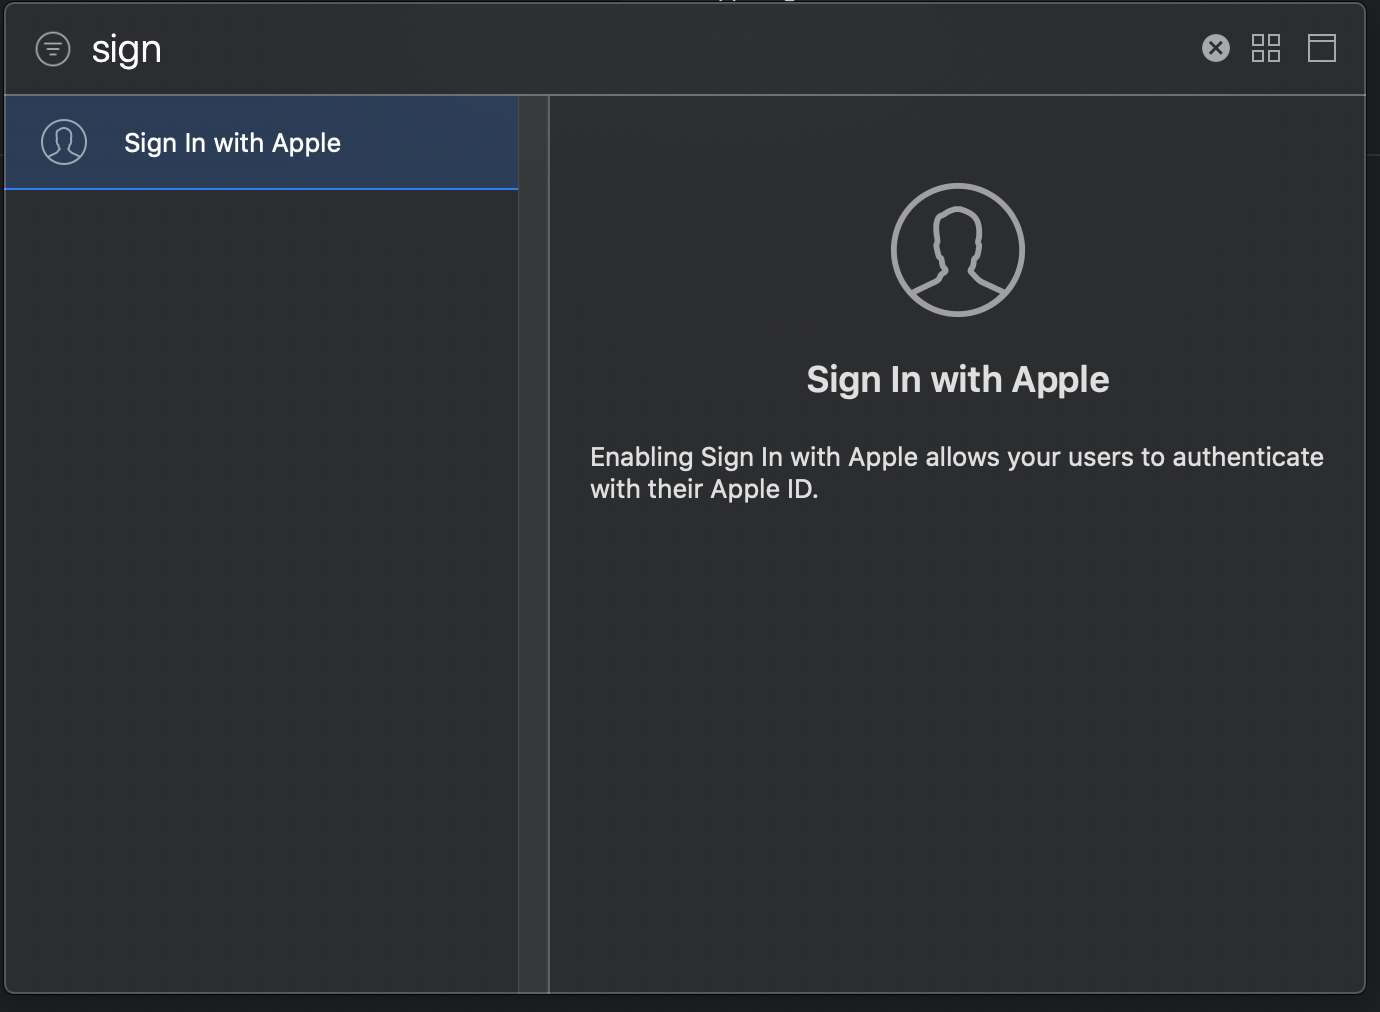 sign
Sign In with Apple
Sign In with Apple
Enabling Sign In with Apple allows your users to authenticate
with their Apple ID.